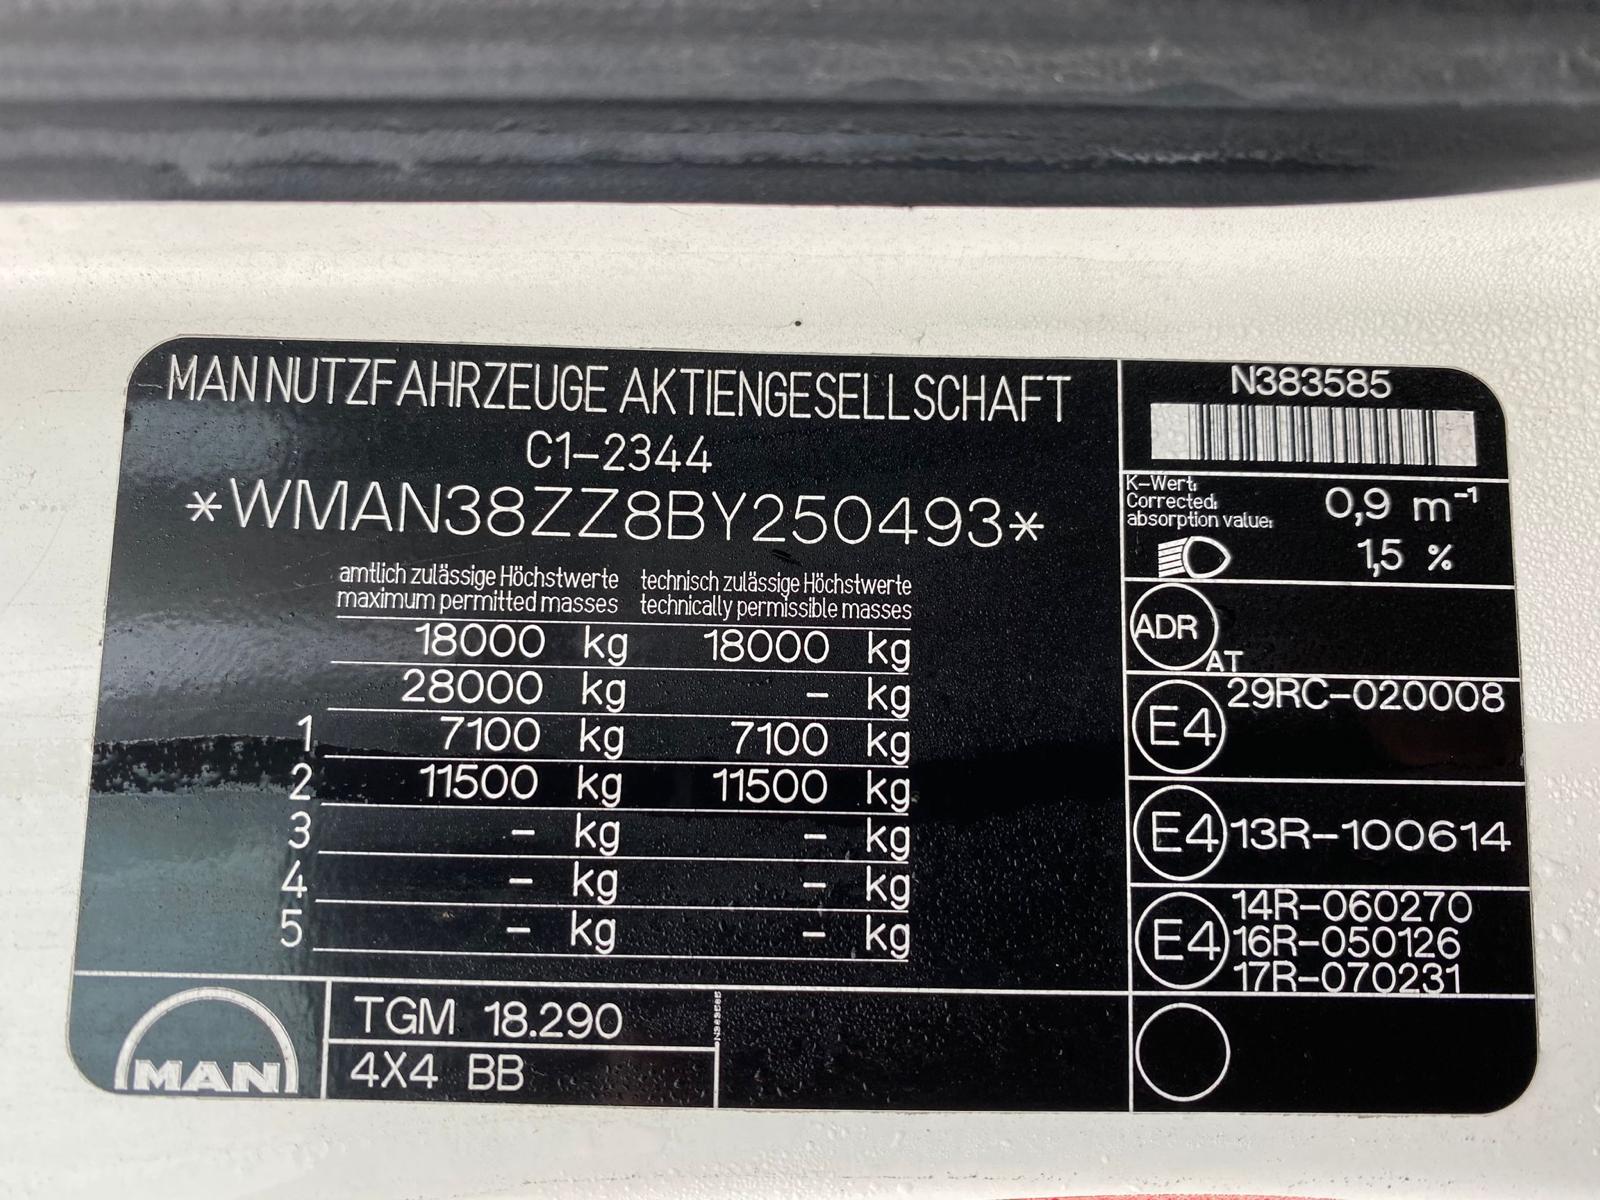 MAN NUTZFAHRZEUGE AKTIENGESELLSCHAFT
C1-2344
*WMAN38ZZ8BY250493*
amtlich zulässige Höchstwerte technisch zulässige Höchstwerte
maximum permitted masses technically permissible masses
18000 kg 18000 kg
28000 kg - kg
1 7100 kg 7100 kg
2 11500 kg 11500 kg
3 - kg - kg
4 - kg - kg
5 - kg - kg
MAN
TGM 18.290
4X4 BB
N383585
N383585
K-Wert:
Corrected:
absorption value:
0,9 m⁻¹
1,5 %
ADR
AT
E4 29RC-020008
E4 13R-100614
E4
14R-060270
16R-050126
17R-070231